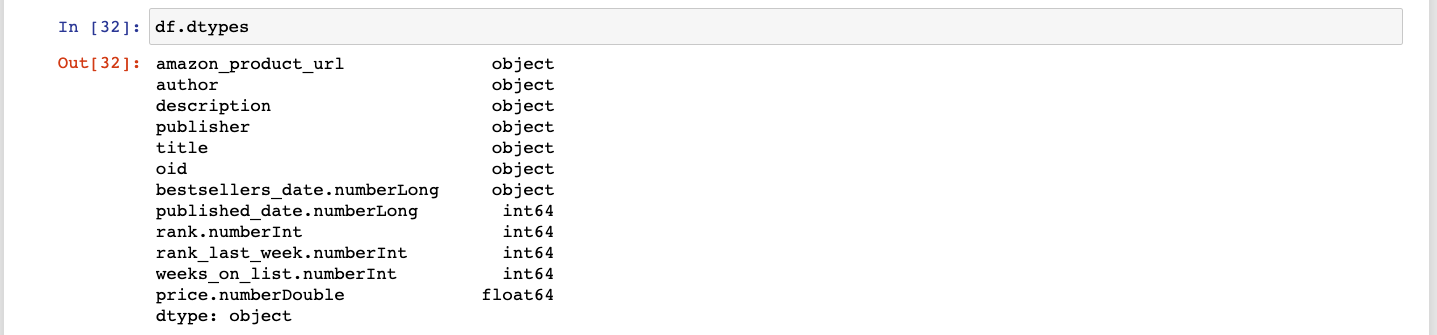 In [32]: df.dtypes
Out[32]: amazon_product_url object
author object
description object
publisher object
title object
oid object
bestsellers_date.numberLong object
published_date.numberLong int64
rank.numberInt int64
rank_last_week.numberInt int64
weeks_on_list.numberInt int64
price.numberDouble float64
dtype: object